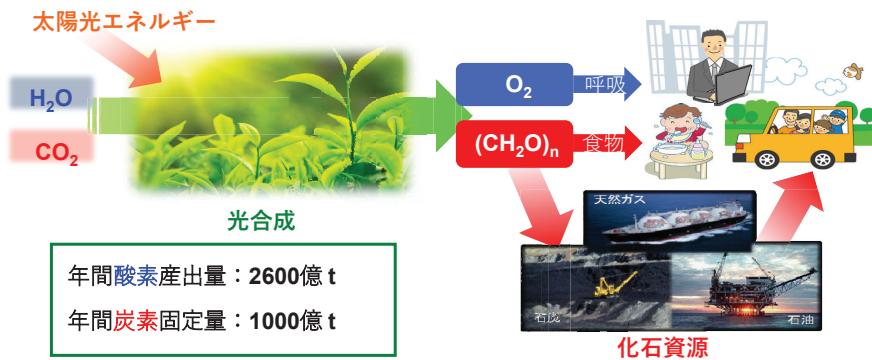 太陽光エネルギー
H₂O
CO₂
光合成
O₂
呼吸
(CH₂O)ₙ
食物
天然ガス
石炭
石油
化石資源
年間酸素産出量：2600億 t
年間炭素固定量：1000億 t